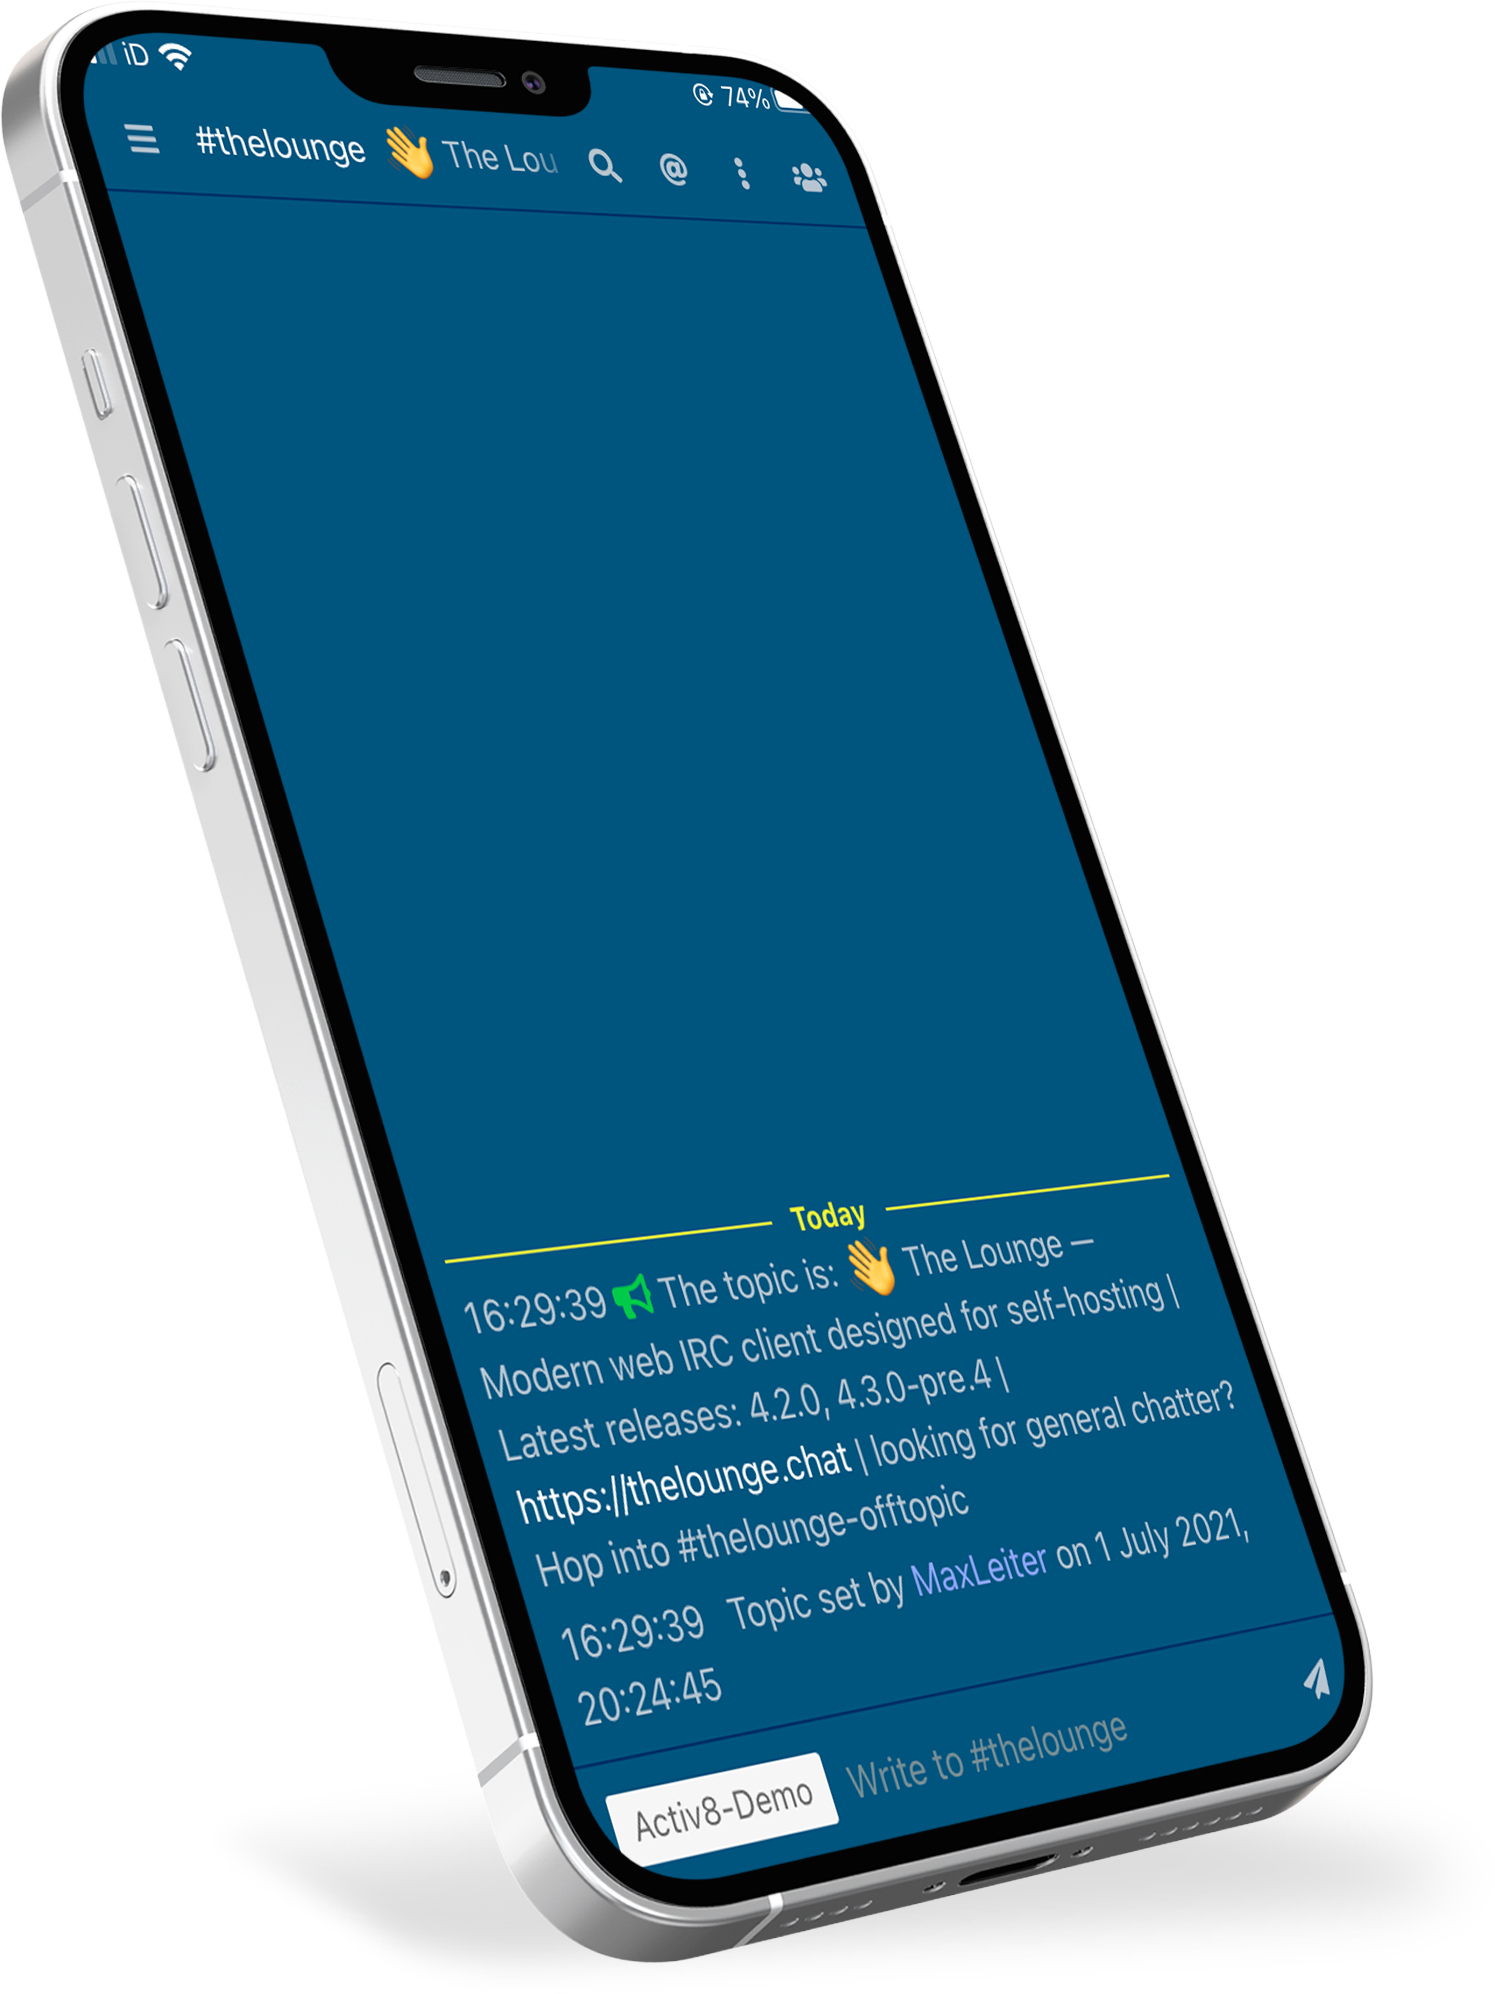 iD 74%
#thelounge 👋 The Lou
Today
16:29:39 The topic is: 👋 The Lounge —
Modern web IRC client designed for self-hosting |
Latest releases: 4.2.0, 4.3.0-pre.4 |
https://thelounge.chat | looking for general chatter?
Hop into #thelounge-offtopic
16:29:39 Topic set by MaxLeiter on 1 July 2021,
20:24:45
Activ8-Demo Write to #thelounge